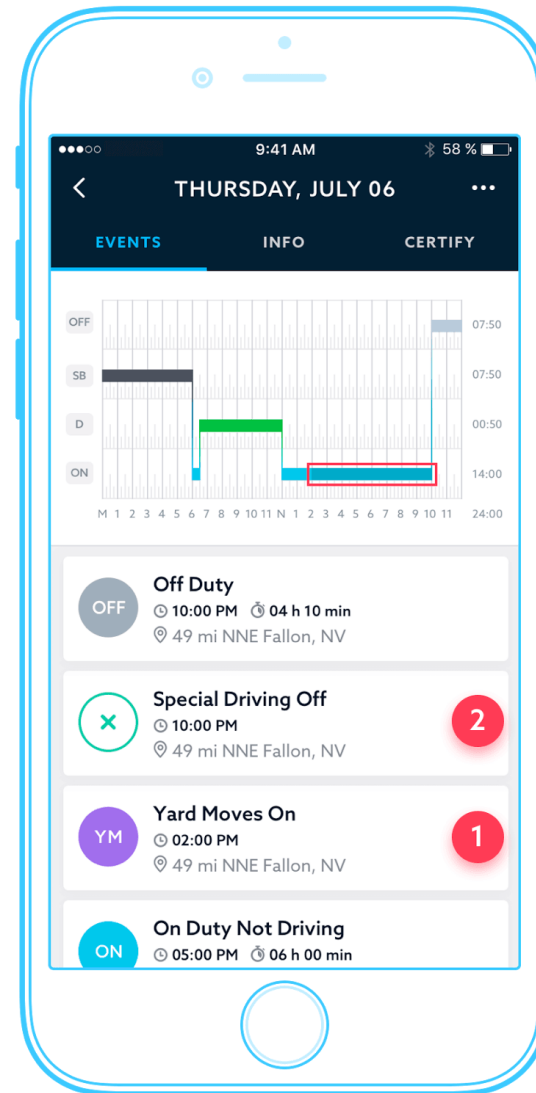 9:41 AM
58 %
THURSDAY, JULY 06
EVENTS INFO CERTIFY
OFF 07:50
SB 07:50
D 00:50
ON 14:00
M 1 2 3 4 5 6 7 8 9 10 11 N 1 2 3 4 5 6 7 8 9 10 11 24:00
Off Duty
OFF
10:00 PM 04 h 10 min
49 mi NNE Fallon, NV
Special Driving Off
10:00 PM
2
49 mi NNE Fallon, NV
Yard Moves On
YM
02:00 PM
1
49 mi NNE Fallon, NV
On Duty Not Driving
ON
05:00 PM 06 h 00 min